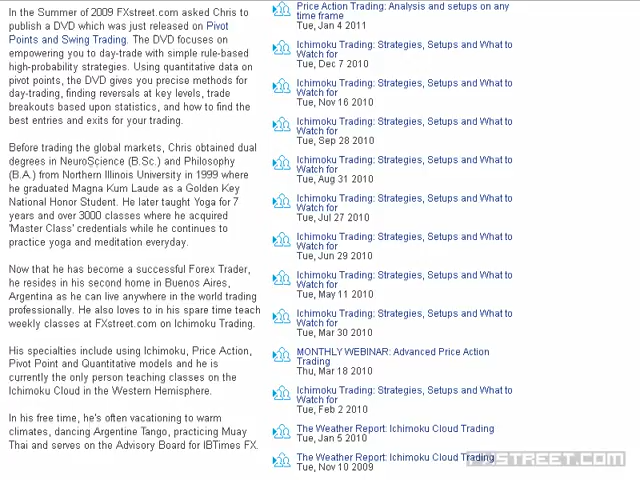 In the Summer of 2009 FXstreet.com asked Chris to
publish a DVD which was just released on Pivot
Points and Swing Trading. The DVD focuses on
empowering you to day-trade with simple rule-based
high-probability strategies. Using quantitative data on
pivot points, the DVD gives you precise methods for
day-trading, finding reversals at key levels, trade
breakouts based upon statistics, and how to find the
best entries and exits for your trading.
Before trading the global markets, Chris obtained dual
degrees in NeuroScience (B.Sc.) and Philosophy
(B.A.) from Northern Illinois University in 1999 where
he graduated Magna Kum Laude as a Golden Key
National Honor Student. He later taught Yoga for 7
years and over 3000 classes where he acquired
'Master Class' credentials while he continues to
practice yoga and meditation everyday.
Now that he has become a successful Forex Trader,
he resides in his second home in Buenos Aires,
Argentina as he can live anywhere in the world trading
professionally. He also loves to in his spare time teach
weekly classes at FXstreet.com on Ichimoku Trading.
His specialties include using Ichimoku, Price Action,
Pivot Point and Quantitative models and he is
currently the only person teaching classes on the
Ichimoku Cloud in the Western Hemisphere.
In his free time, he's often vacationing to warm
climates, dancing Argentine Tango, practicing Muay
Thai and serves on the Advisory Board for IBTimes FX.
Price Action Trading: Analysis and setups on any
time frame
Tue, Jan 4 2011
Ichimoku Trading: Strategies, Setups and What to
Watch for
Tue, Dec 7 2010
Ichimoku Trading: Strategies, Setups and What to
Watch for
Tue, Nov 16 2010
Ichimoku Trading: Strategies, Setups and What to
Watch for
Tue, Sep 28 2010
Ichimoku Trading: Strategies, Setups and What to
Watch for
Tue, Aug 31 2010
Ichimoku Trading: Strategies, Setups and What to
Watch for
Tue, Jul 27 2010
Ichimoku Trading: Strategies, Setups and What to
Watch for
Tue, Jun 29 2010
Ichimoku Trading: Strategies, Setups and What to
Watch for
Tue, May 11 2010
Ichimoku Trading: Strategies, Setups and What to
Watch for
Tue, Mar 30 2010
MONTHLY WEBINAR: Advanced Price Action
Trading
Thu, Mar 18 2010
Ichimoku Trading: Strategies, Setups and What to
Watch for
Tue, Feb 2 2010
The Weather Report: Ichimoku Cloud Trading
Tue, Jan 5 2010
The Weather Report: Ichimoku Cloud Trading
Tue, Nov 10 2009
FXSTREET.COM